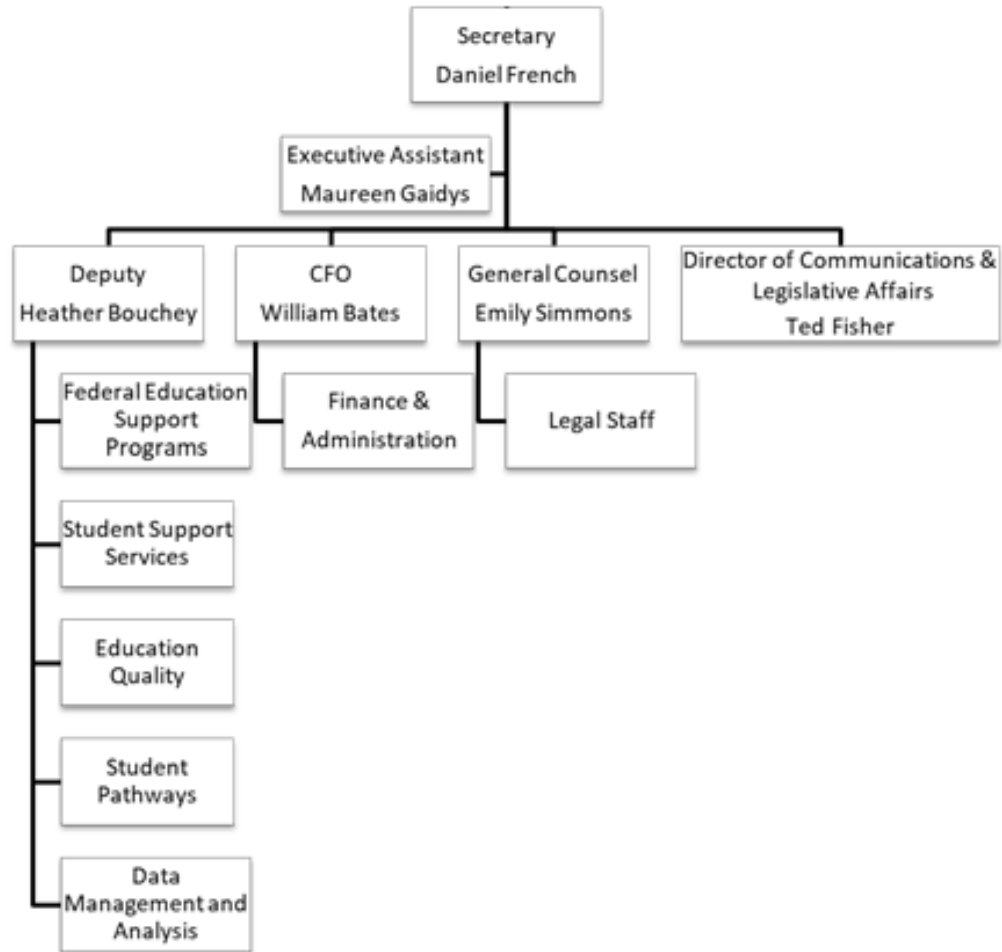 Secretary
Daniel French
Executive Assistant
Maureen Gaidys
Deputy
Heather Bouchey
CFO
William Bates
General Counsel
Emily Simmons
Director of Communications &
Legislative Affairs
Ted Fisher
Federal Education
Support
Programs
Finance &
Administration
Legal Staff
Student Support
Services
Education
Quality
Student
Pathways
Data
Management and
Analysis